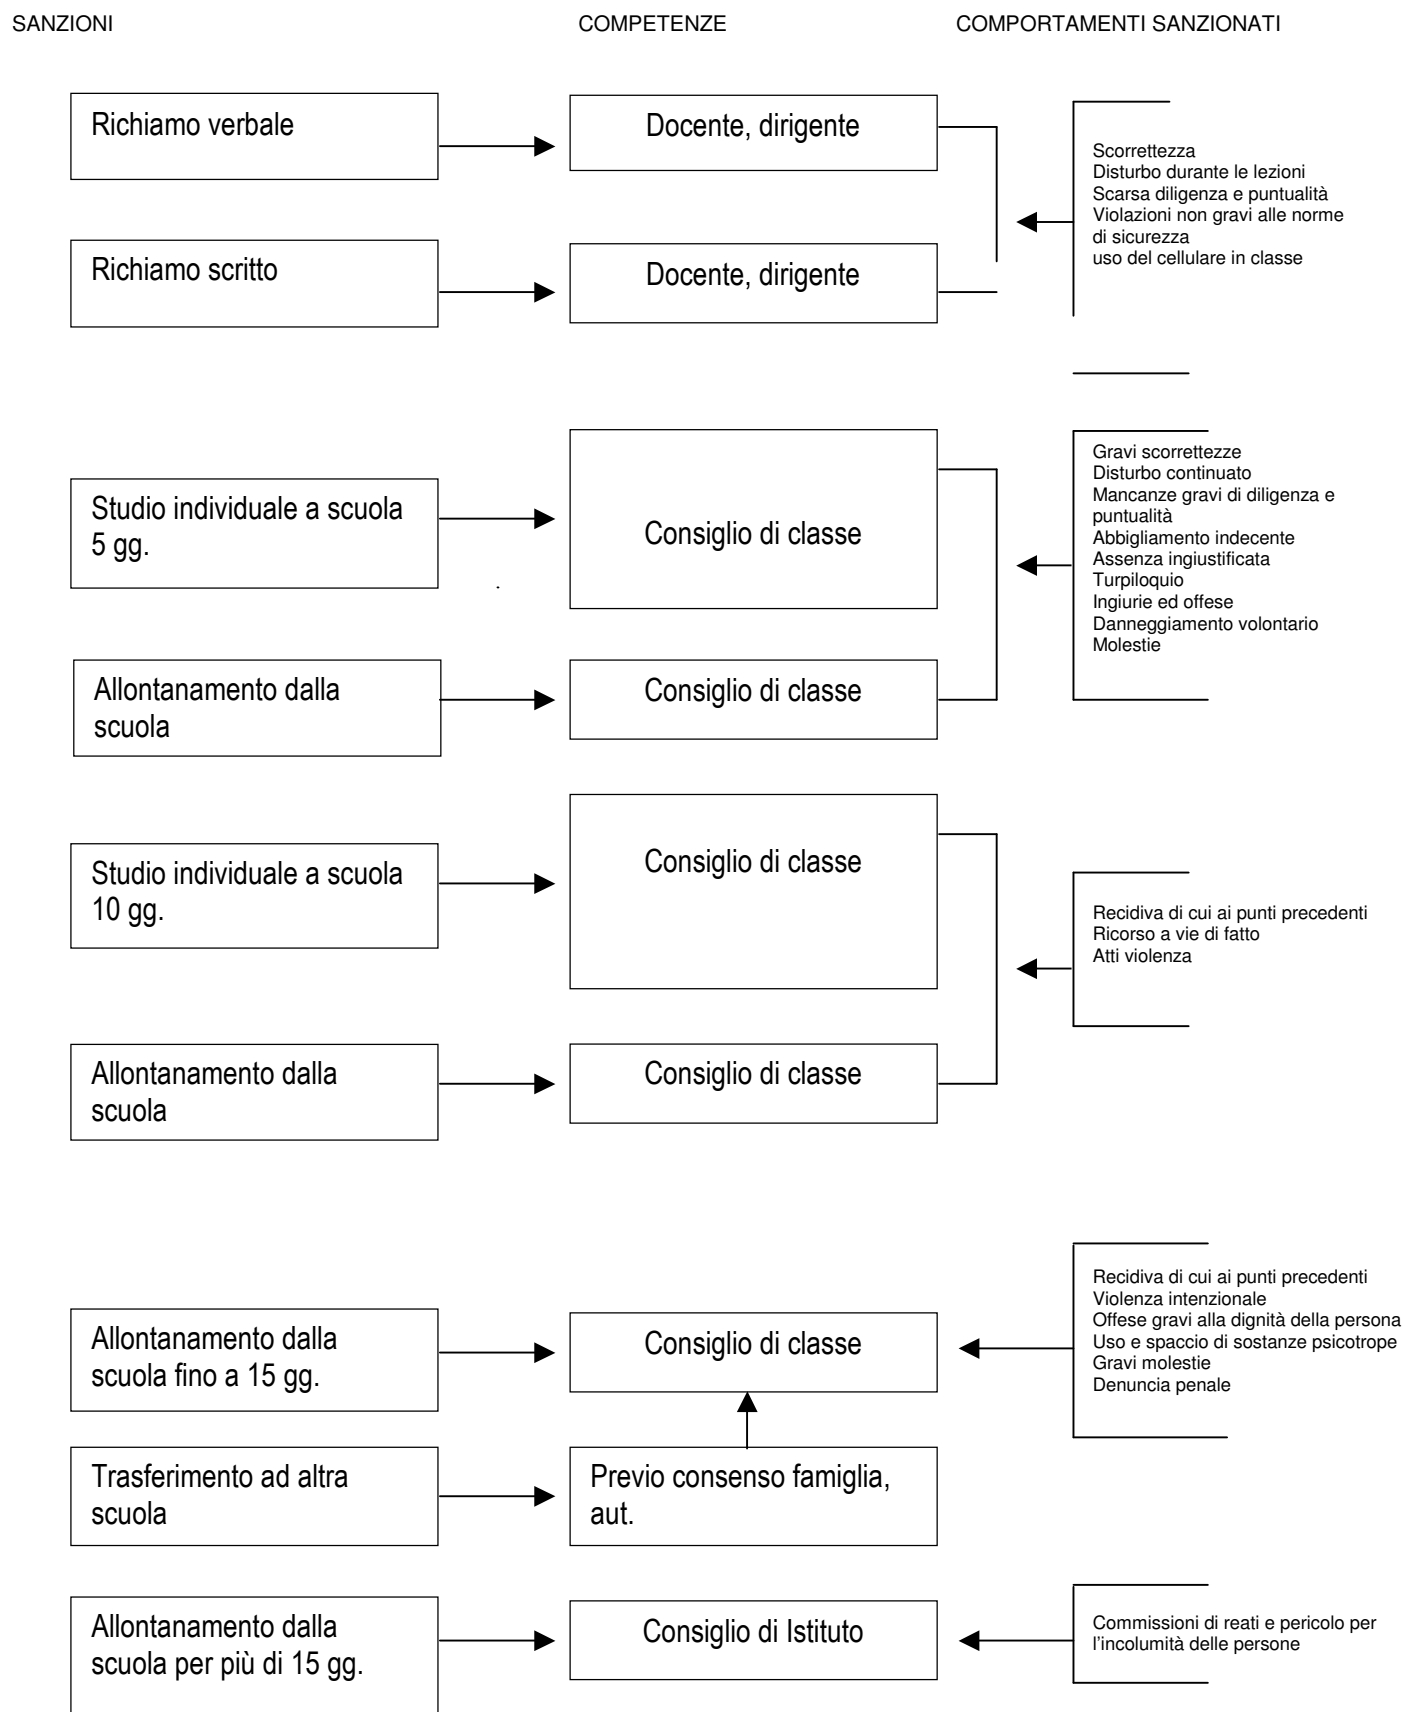 SANZIONI
COMPETENZE
COMPORTAMENTI SANZIONATI
Richiamo verbale
Docente, dirigente
Scorrettezza
Disturbo durante le lezioni
Scarsa diligenza e puntualità
Violazioni non gravi alle norme
di sicurezza
uso del cellulare in classe
Richiamo scritto
Docente, dirigente
Studio individuale a scuola
5 gg.
.
Consiglio di classe
Gravi scorrettezze
Disturbo continuato
Mancanze gravi di diligenza e
puntualità
Abbigliamento indecente
Assenza ingiustificata
Turpiloquio
Ingiurie ed offese
Danneggiamento volontario
Molestie
Allontanamento dalla
scuola
Consiglio di classe
Studio individuale a scuola
10 gg.
Consiglio di classe
Recidiva di cui ai punti precedenti
Ricorso a vie di fatto
Atti violenza
Allontanamento dalla
scuola
Consiglio di classe
Allontanamento dalla
scuola fino a 15 gg.
Consiglio di classe
Recidiva di cui ai punti precedenti
Violenza intenzionale
Offese gravi alla dignità della persona
Uso e spaccio di sostanze psicotrope
Gravi molestie
Denuncia penale
Trasferimento ad altra
scuola
Previo consenso famiglia,
aut.
Allontanamento dalla
scuola per più di 15 gg.
Consiglio di Istituto
Commissioni di reati e pericolo per
l'incolumità delle persone